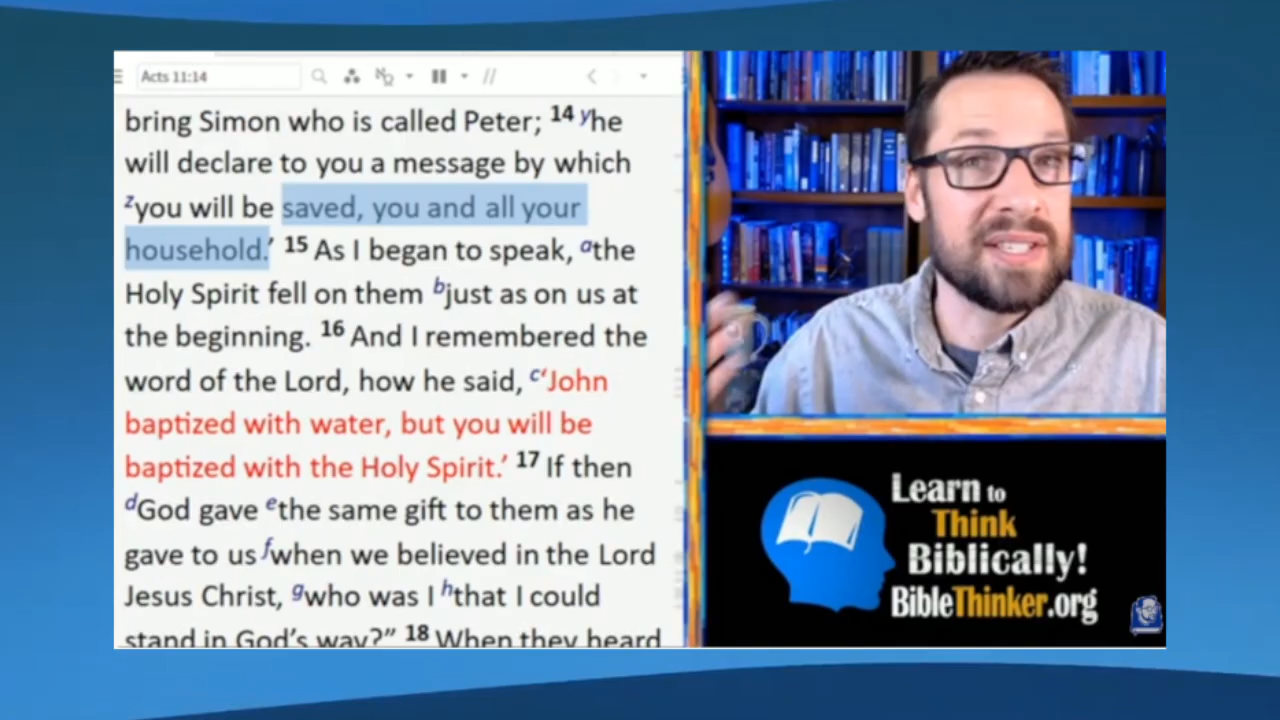 Acts 11:14
bring Simon who is called Peter; 14 yhe
will declare to you a message by which
zyou will be saved, you and all your
household.’ 15 As I began to speak, athe
Holy Spirit fell on them bjust as on us at
the beginning. 16 And I remembered the
word of the Lord, how he said, c‘John
baptized with water, but you will be
baptized with the Holy Spirit.’ 17 If then
dGod gave ethe same gift to them as he
gave to us fwhen we believed in the Lord
Jesus Christ, gwho was I hthat I could
stand in God’s way?” 18 When they heard
Learn to
Think
Biblically!
BibleThinker.org